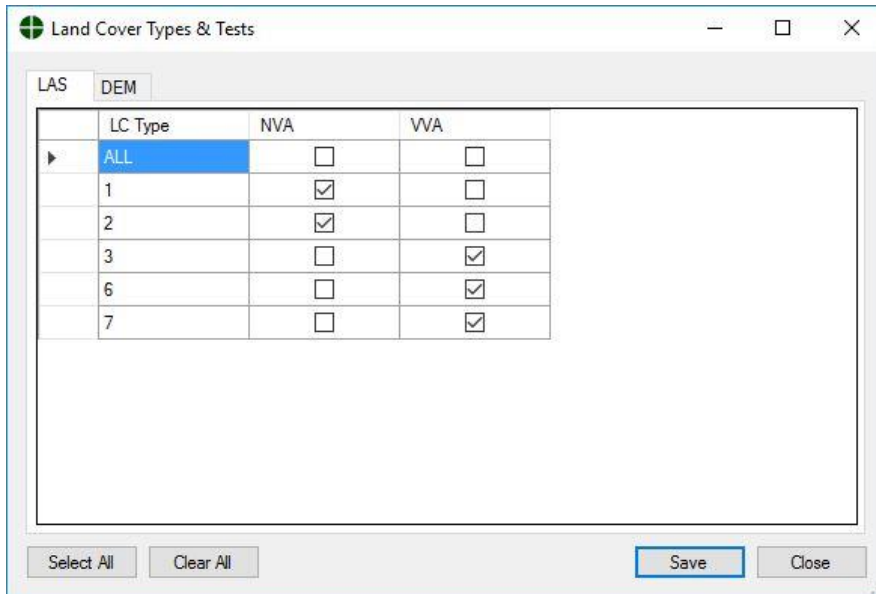 Land Cover Types & Tests
LAS DEM
LC Type NVA VVA
ALL
1
2
3
6
7
Select All Clear All Save Close